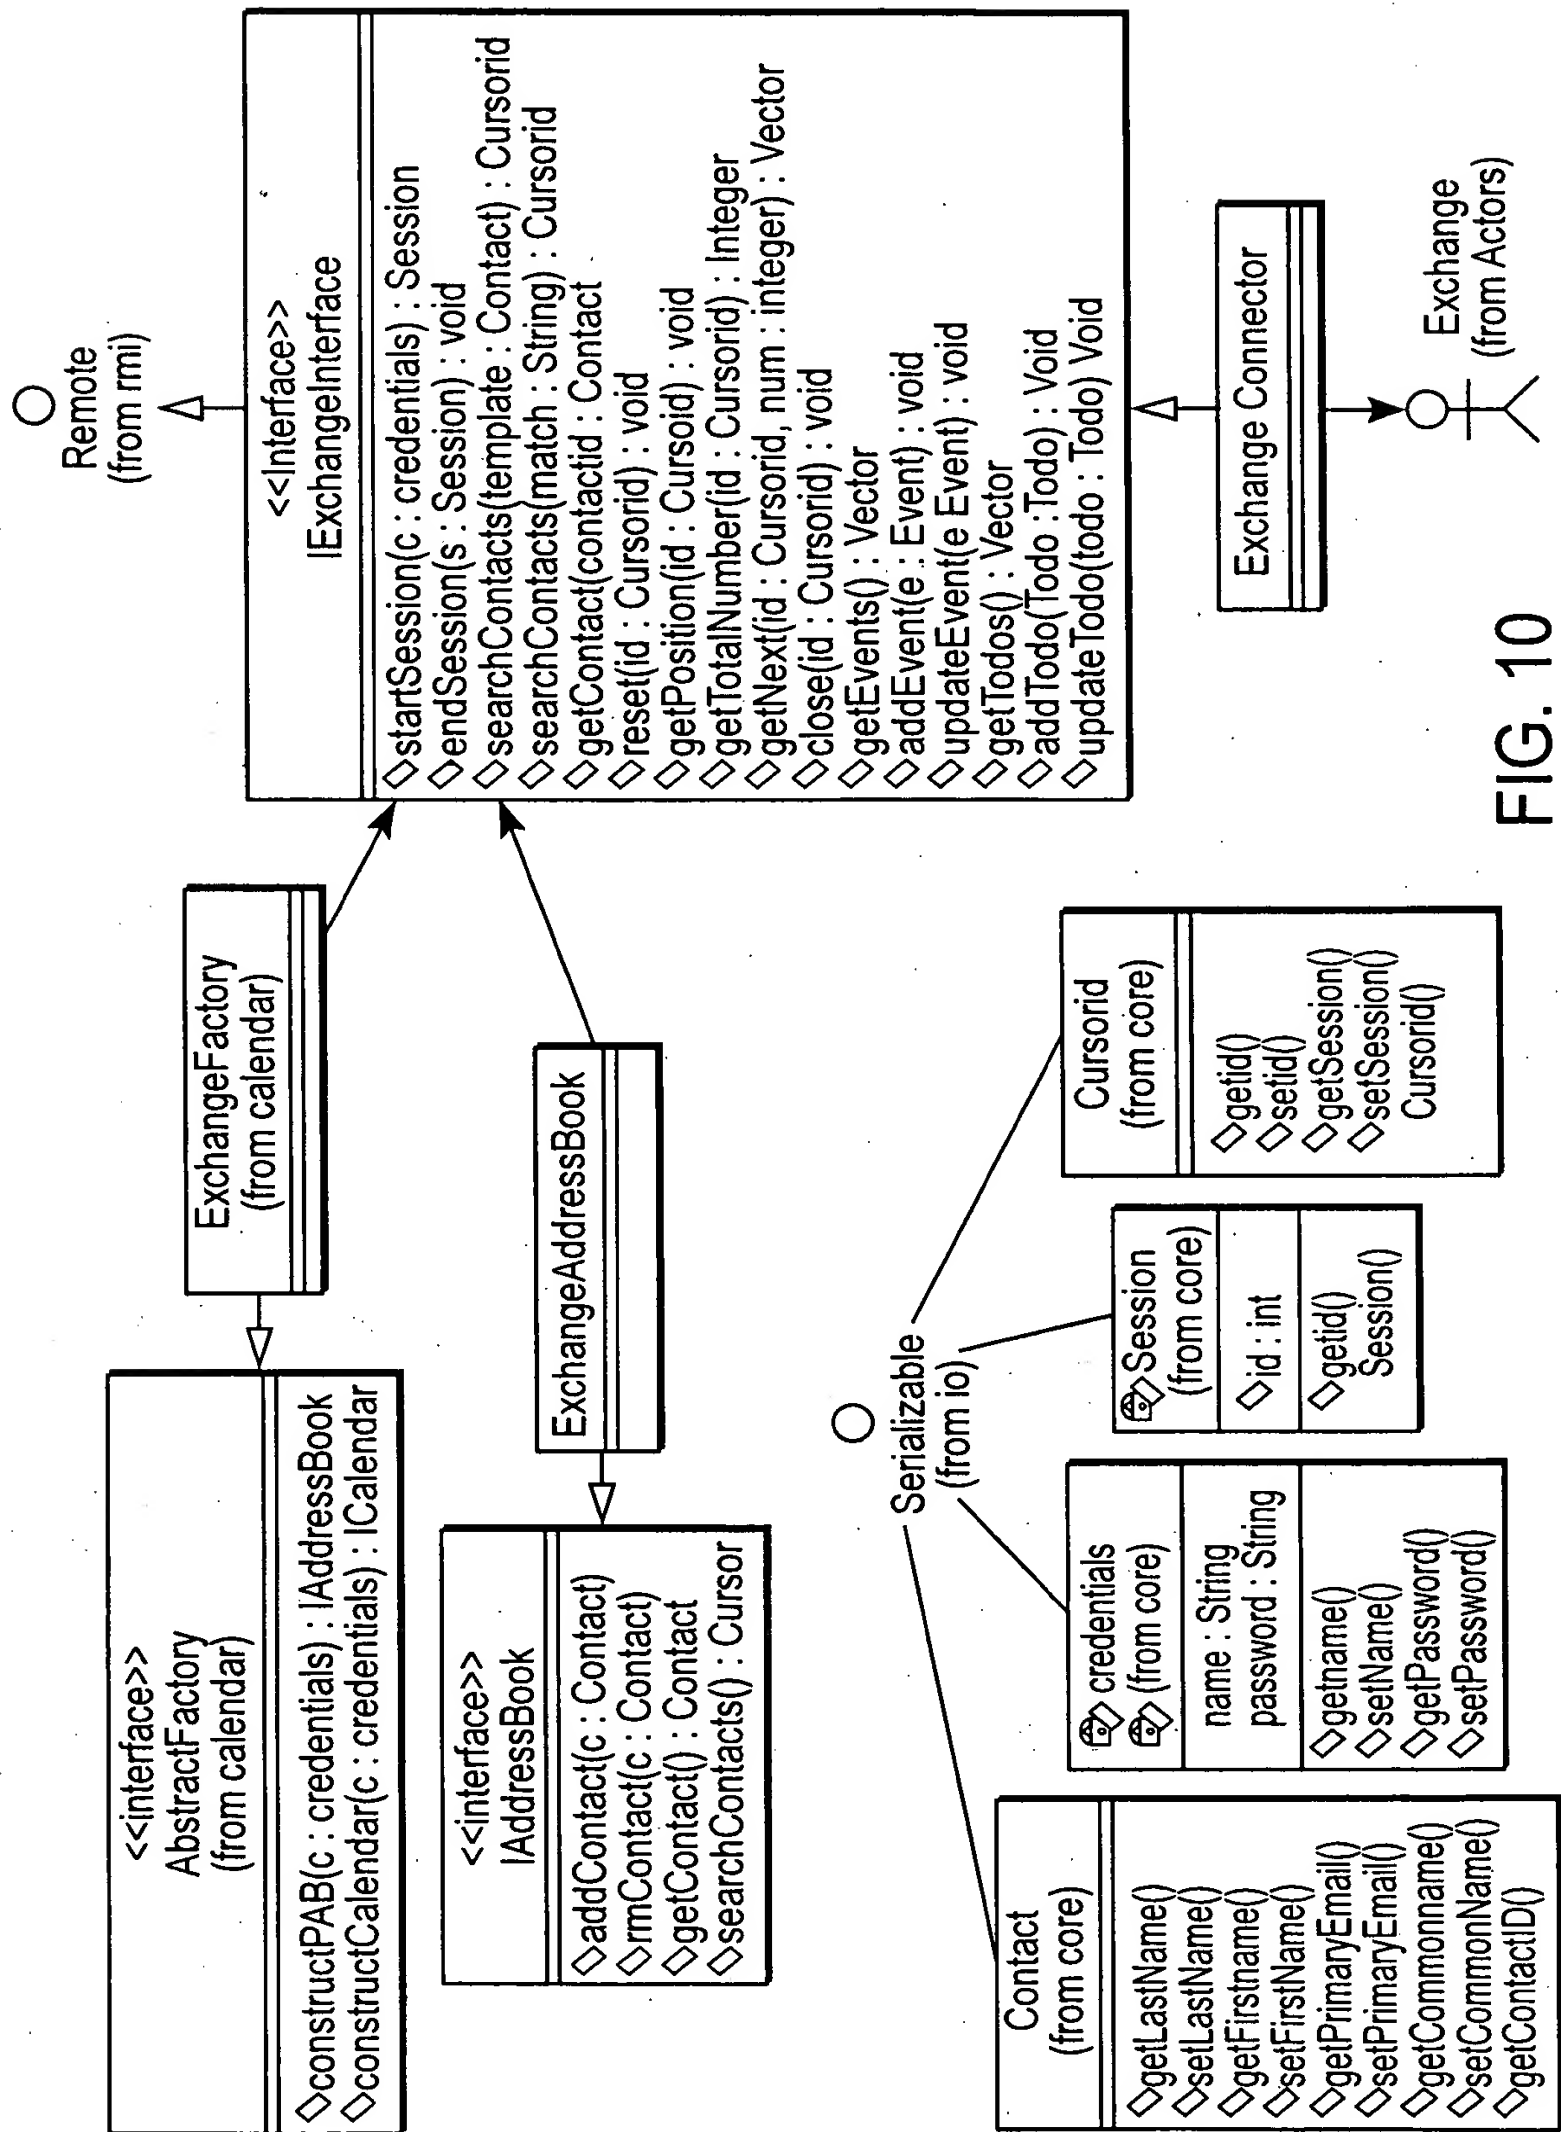 <<interface>>
AbstractFactory
(from calendar)
constructPAB(c : credentials) : IAddressBook
constructCalendar(c : credentials) : ICalendar
ExchangeFactory
(from calendar)
Remote
(from rmi)
<<Interface>>
IExchangeInterface
startSession(c : credentials) : Session
endSession(s : Session) : void
searchContacts(template : Contact) : Cursorid
searchContacts(match : String) : Cursorid
getContact(contactid : Contact
reset(id : Cursorid) : void
getPosition(id : Cursoid) : void
getTotalNumber(id : Cursorid) : Integer
getNext(id : Cursorid, num : integer) : Vector
close(id : Cursorid) : void
getEvents() : Vector
addEvent(e : Event) : void
updateEvent(e Event) : void
getTodos() : Vector
addTodo(Todo :Todo) : Void
updateTodo(todo : Todo) Void
<<interface>>
IAddressBook
addContact(c : Contact)
rmContact(c : Contact)
getContact() : Contact
searchContacts() : Cursor
ExchangeAddressBook
Serializable
(from io)
Contact
(from core)
getLastName()
setLastName()
getFirstname()
setFirstName()
getPrimaryEmail()
setPrimaryEmail()
getCommonname()
setCommonName()
getContactID()
credentials
(from core)
name : String
password : String
getname()
setName()
getPassword()
setPassword()
Session
(from core)
id : int
getid()
Session()
Cursorid
(from core)
getid()
setid()
getSession()
setSession()
Cursorid()
Exchange Connector
Exchange
(from Actors)
FIG. 10